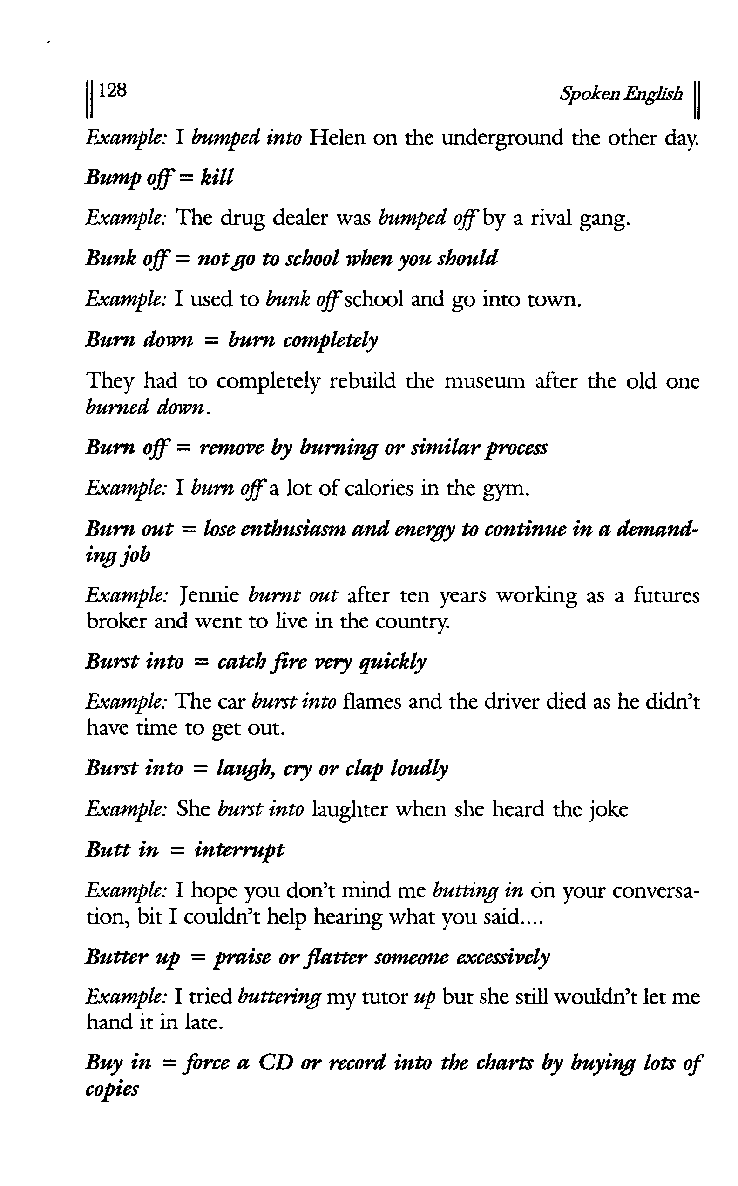 128 Spoken English
Example: I bumped into Helen on the underground the other day.
Bump off = kill
Example: The drug dealer was bumped off by a rival gang.
Bunk off = not go to school when you should
Example: I used to bunk off school and go into town.
Burn down = burn completely
They had to completely rebuild the museum after the old one
burned down.
Burn off = remove by burning or similar process
Example: I burn off a lot of calories in the gym.
Burn out = lose enthusiasm and energy to continue in a demand-
ing job
Example: Jennie burnt out after ten years working as a futures
broker and went to live in the country.
Burst into = catch fire very quickly
Example: The car burst into flames and the driver died as he didn't
have time to get out.
Burst into = laugh, cry or clap loudly
Example: She burst into laughter when she heard the joke
Butt in = interrupt
Example: I hope you don't mind me butting in on your conversa-
tion, bit I couldn't help hearing what you said....
Butter up = praise or flatter someone excessively
Example: I tried buttering my tutor up but she still wouldn't let me
hand it in late.
Buy in = force a CD or record into the charts by buying lots of
copies